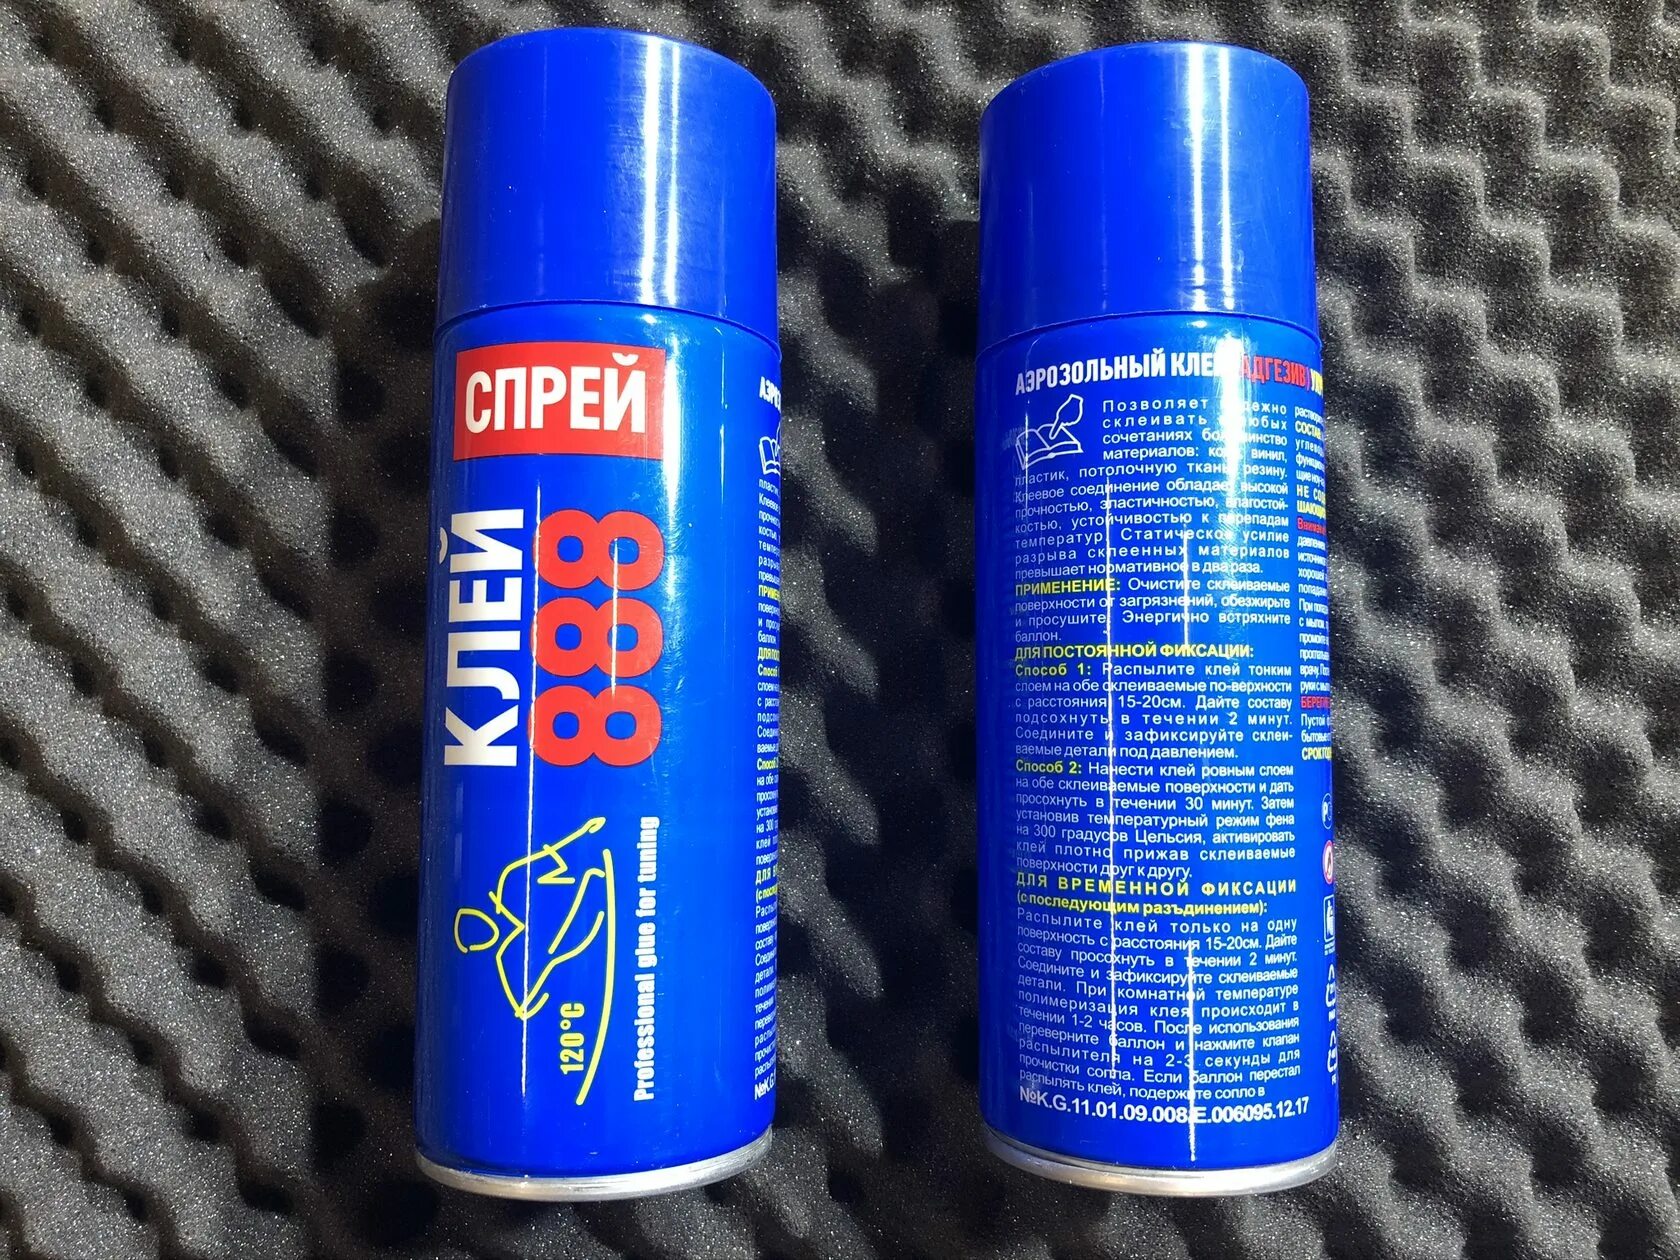 СПРЕЙ
КЛЕЙ
888
120°C
Professional glue for tuning
АЭРОЗОЛЬНЫЙ КЛЕЙ (АДГЕЗИВ)
Позволяет надежно
склеивать в любых
сочетаниях большинство
материалов: кожу, винил,
пластик, потолочную ткань, резину.
Клеевое соединение обладает высокой
прочностью, эластичностью, влагостой-
костью, устойчивостью к перепадам
температур. Статическое усилие
разрыва склеенных материалов
превышает нормативное в два раза.
ПРИМЕНЕНИЕ: Очистите склеиваемые
поверхности от загрязнений, обезжирьте
и просушите. Энергично встряхните
баллон.
ДЛЯ ПОСТОЯННОЙ ФИКСАЦИИ:
Способ 1: Распылите клей тонким
слоем на обе склеиваемые по-верхности
с расстояния 15-20см. Дайте составу
подсохнуть в течении 2 минут.
Соедините и зафиксируйте склеи-
ваемые детали под давлением.
Способ 2: Нанести клей ровным слоем
на обе склеиваемые поверхности и дать
просохнуть в течении 30 минут. Затем
установив температурный режим фена
на 300 градусов Цельсия, активировать
клей плотно прижав склеиваемые
поверхности друг к другу.
ДЛЯ ВРЕМЕННОЙ ФИКСАЦИИ
(с последующим разъдинением):
Распылите клей только на одну
поверхность с расстояния 15-20см. Дайте
составу просохнуть в течении 2 минут.
Соедините и зафиксируйте склеиваемые
детали. При комнатной температуре
полимеризация клея происходит в
течении 1-2 часов. После использования
переверните баллон и нажмите клапан
распылителя на 2-3 секунды для
прочистки сопла. Если баллон перестал
распылять клей, подержите сопло в
№K.G.11.01.09.008/E.006095.12.17